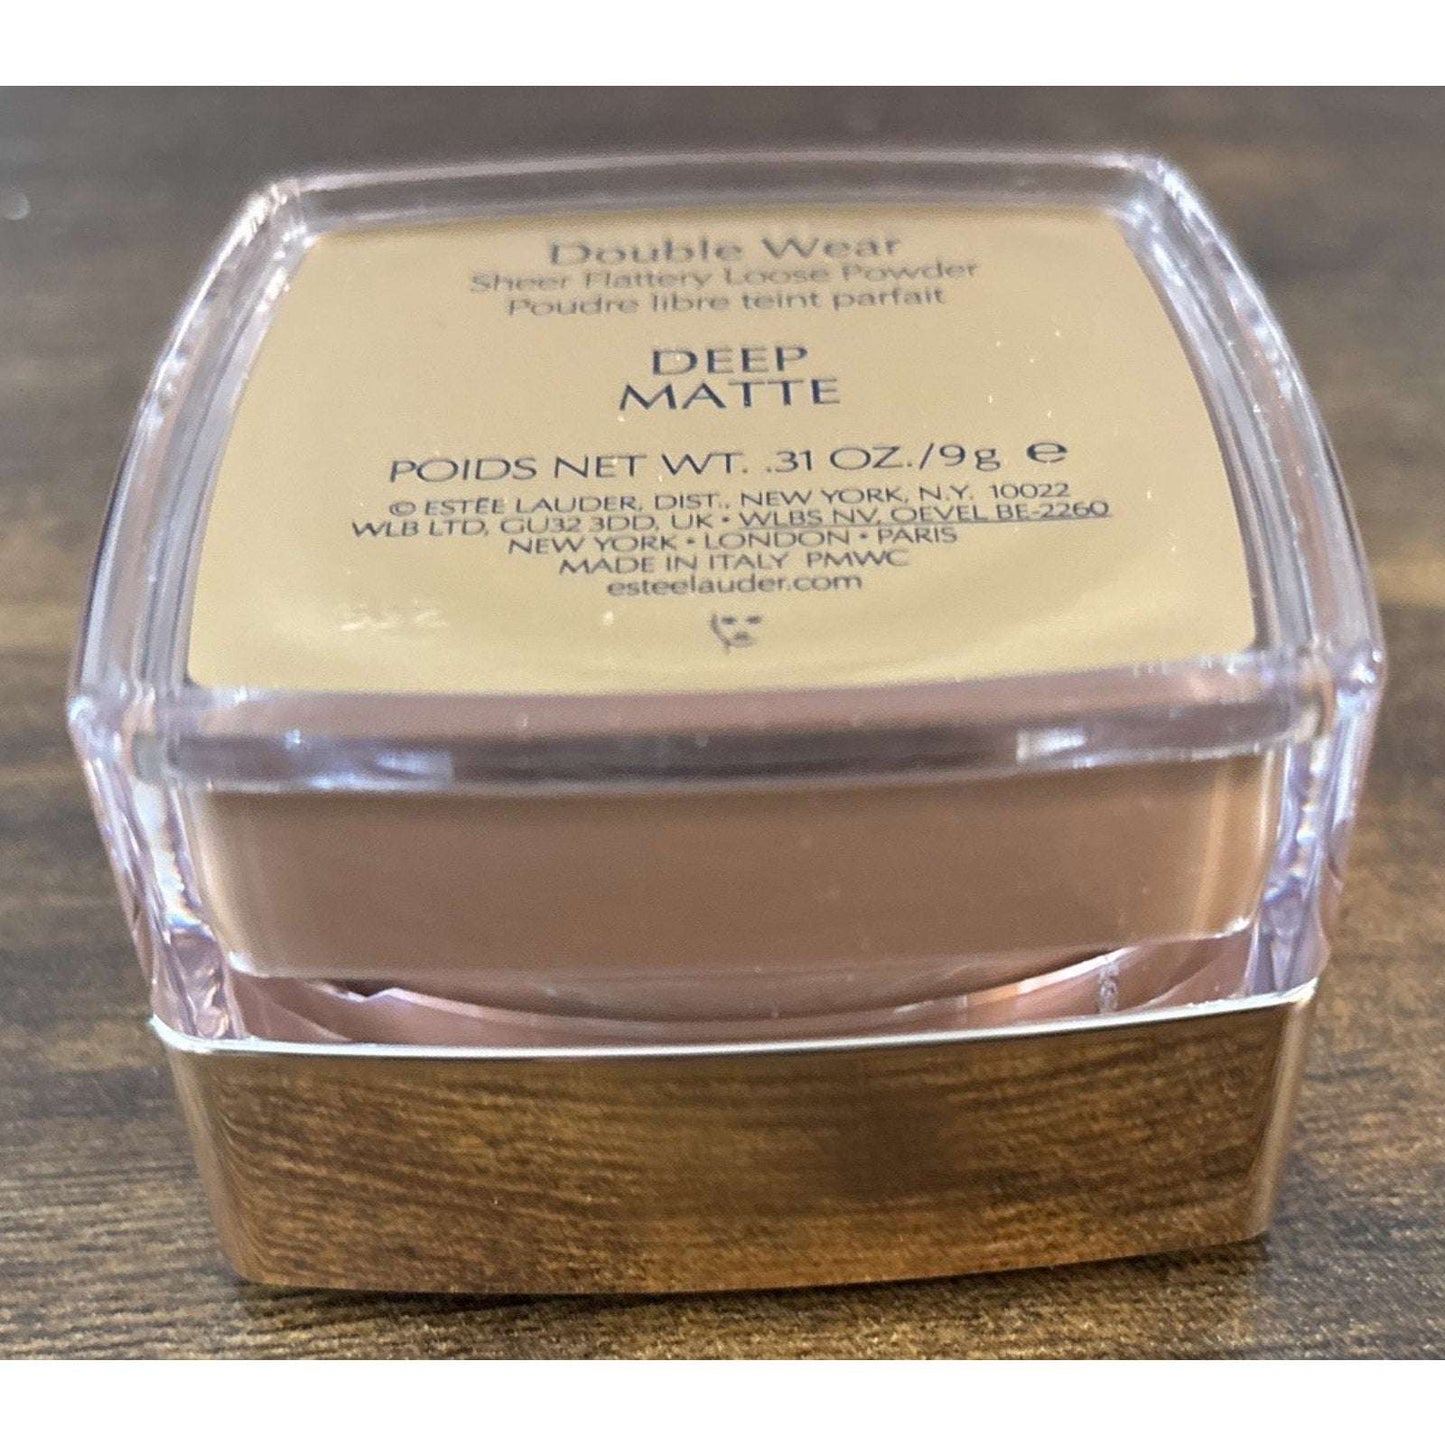 Double Wear
Sheer Flattery Loose Powder
Poudre libre teint parfait
DEEP
MATTE
POIDS NET WT. .31 OZ./9g ℮
© ESTĒE LAUDER, DIST., NEW YORK, N.Y. 10022
WLB LTD, GU32 3DD, UK • WLBS NV, OEVEL BE-2260
NEW YORK • LONDON • PARIS
MADE IN ITALY PMWC
esteelauder.com